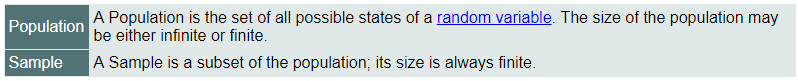 Population
A Population is the set of all possible states of a random variable. The size of the population may
be either infinite or finite.
Sample
A Sample is a subset of the population; its size is always finite.